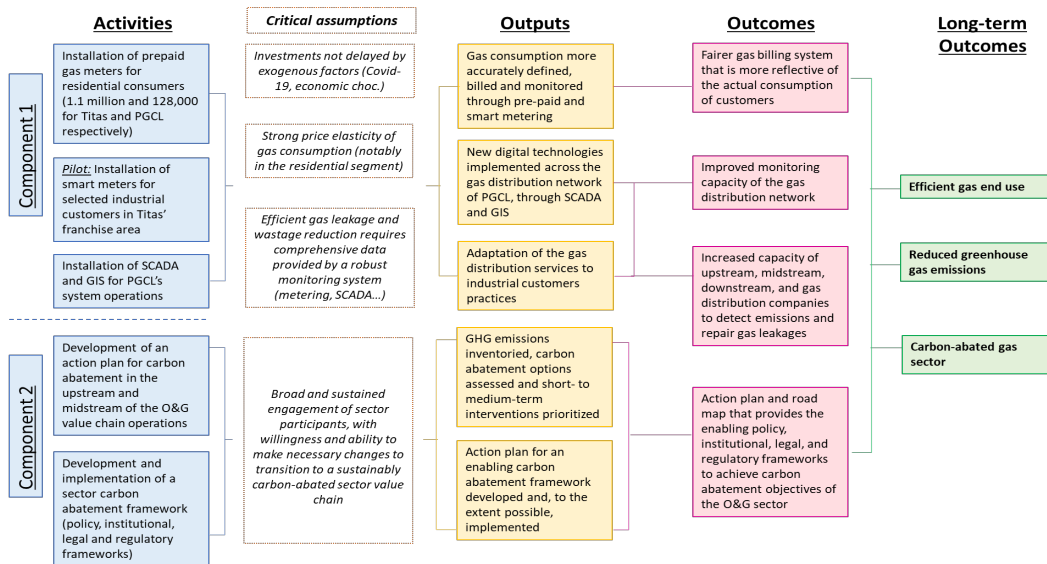 Activities
Critical assumptions
Outputs
Outcomes
Long-term
Outcomes
Component 1
Installation of prepaid
gas meters for
residential consumers
(1.1 million and 128,000
for Titas and PGCL
respectively)
Pilot: Installation of
smart meters for
selected industrial
customers in Titas'
franchise area
Installation of SCADA
and GIS for PGCL's
system operations
Investments not delayed
by exogenous factors (Covid-
19, economic choc.)
Strong price elasticity of
gas consumption (notably
in the residential segment)
Efficient gas leakage and
wastage reduction requires
comprehensive data
provided by a robust
monitoring system
(metering, SCADA...)
Gas consumption more
accurately defined,
billed and monitored
through pre-paid and
smart metering
New digital technologies
implemented across the
gas distribution network
of PGCL, through SCADA
and GIS
Adaptation of the gas
distribution services to
industrial customers
practices
Fairer gas billing system
that is more reflective of
the actual consumption
of customers
Improved monitoring
capacity of the gas
distribution network
Increased capacity of
upstream, midstream,
downstream, and gas
distribution companies
to detect emissions and
repair gas leakages
Efficient gas end use
Reduced greenhouse
gas emissions
Carbon-abated gas
sector
Component 2
Development of an
action plan for carbon
abatement in the
upstream and
midstream of the O&G
value chain operations
Development and
implementation of a
sector carbon
abatement framework
(policy, institutional,
legal and regulatory
frameworks)
Broad and sustained
engagement of sector
participants, with
willingness and ability to
make necessary changes to
transition to a sustainably
carbon-abated sector value
chain
GHG emissions
inventoried, carbon
abatement options
assessed and short- to
medium-term
interventions prioritized
Action plan for an
enabling carbon
abatement framework
developed and, to the
extent possible,
implemented
Action plan and road
map that provides the
enabling policy,
institutional, legal, and
regulatory frameworks
to achieve carbon
abatement objectives of
the O&G sector